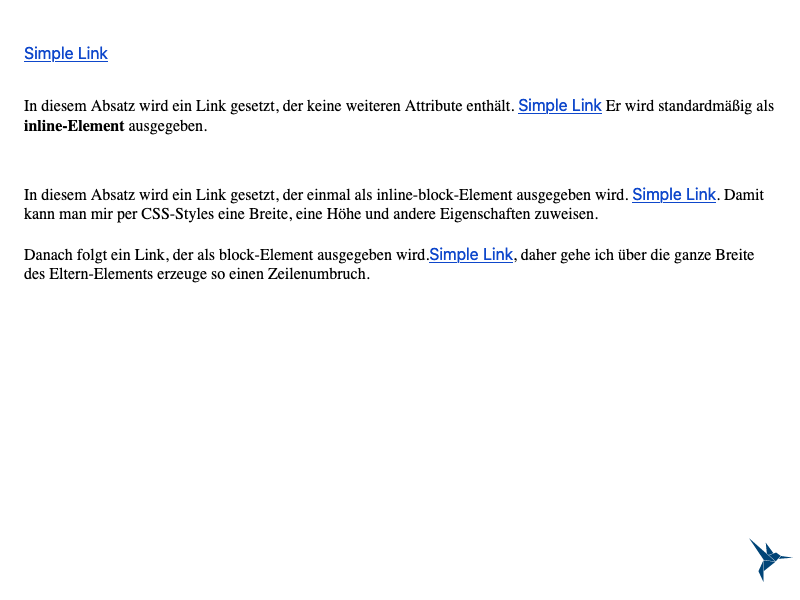 Simple Link
In diesem Absatz wird ein Link gesetzt, der keine weiteren Attribute enthält. Simple Link Er wird standardmäßig als
inline-Element ausgegeben.
In diesem Absatz wird ein Link gesetzt, der einmal als inline-block-Element ausgegeben wird. Simple Link. Damit
kann man mir per CSS-Styles eine Breite, eine Höhe und andere Eigenschaften zuweisen.
Danach folgt ein Link, der als block-Element ausgegeben wird.Simple Link, daher gehe ich über die ganze Breite
des Eltern-Elements erzeuge so einen Zeilenumbruch.